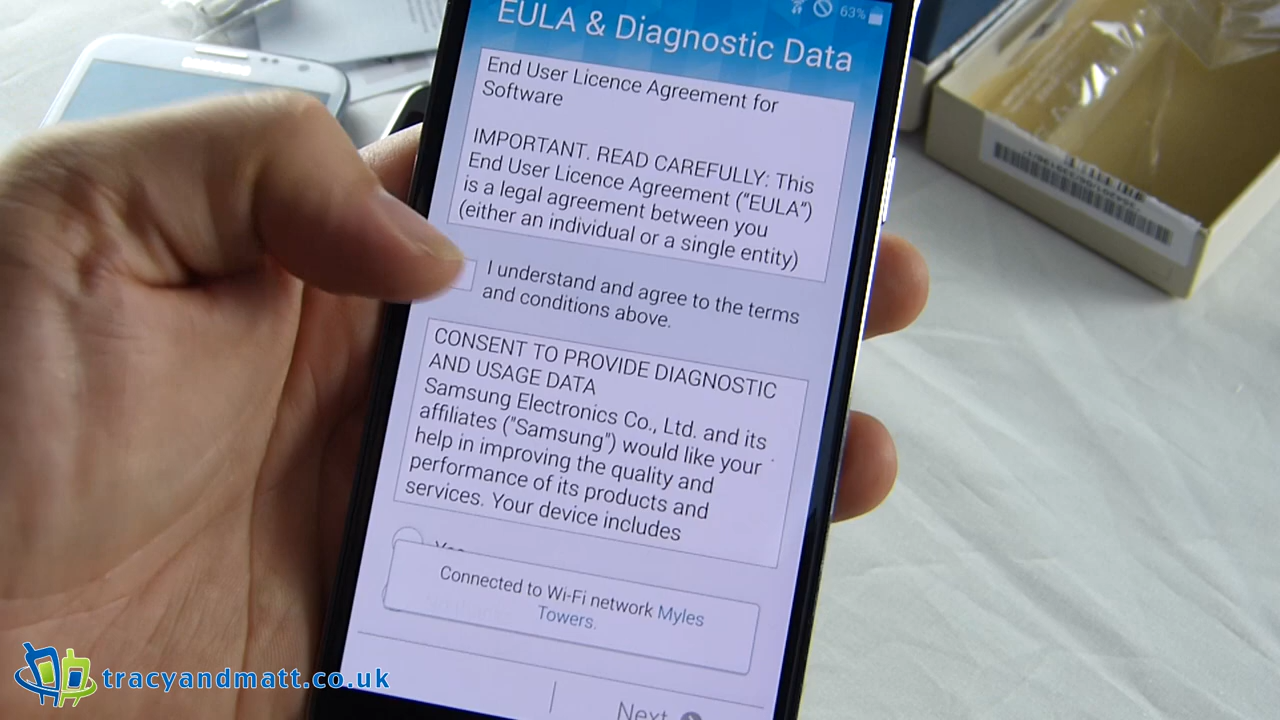 63%
EULA & Diagnostic Data
End User Licence Agreement for
Software
IMPORTANT. READ CAREFULLY: This
End User Licence Agreement ("EULA")
is a legal agreement between you
(either an individual or a single entity)
I understand and agree to the terms
and conditions above.
CONSENT TO PROVIDE DIAGNOSTIC
AND USAGE DATA
Samsung Electronics Co., Ltd. and its
affiliates ("Samsung") would like your
help in improving the quality and
performance of its products and
services. Your device includes
Yes
Connected to Wi-Fi network Myles
Towers.
Next
tracyandmatt.co.uk